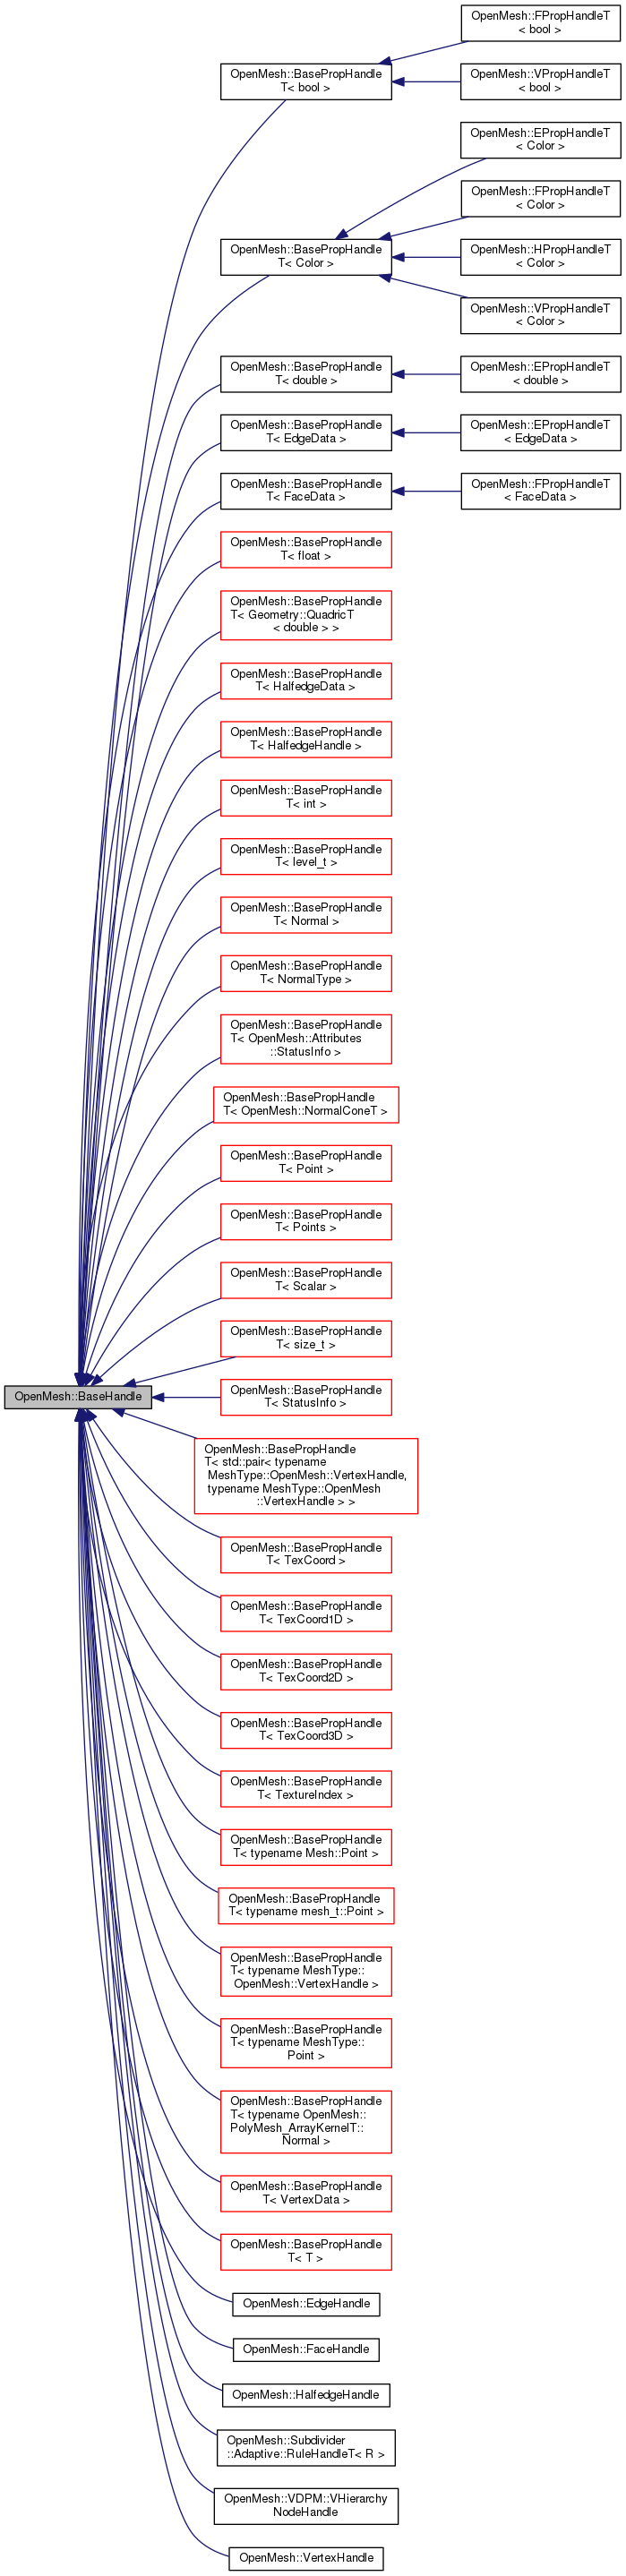 OpenMesh::FPropHandleT
< bool >
OpenMesh::BasePropHandle
T< bool >
OpenMesh::VPropHandleT
< bool >
OpenMesh::EPropHandleT
< Color >
OpenMesh::FPropHandleT
< Color >
OpenMesh::BasePropHandle
T< Color >
OpenMesh::HPropHandleT
< Color >
OpenMesh::VPropHandleT
< Color >
OpenMesh::BasePropHandle
T< double >
OpenMesh::EPropHandleT
< double >
OpenMesh::BasePropHandle
T< EdgeData >
OpenMesh::EPropHandleT
< EdgeData >
OpenMesh::BasePropHandle
T< FaceData >
OpenMesh::FPropHandleT
< FaceData >
OpenMesh::BasePropHandle
T< float >
OpenMesh::BasePropHandle
T< Geometry::QuadricT
< double > >
OpenMesh::BasePropHandle
T< HalfedgeData >
OpenMesh::BasePropHandle
T< HalfedgeHandle >
OpenMesh::BasePropHandle
T< int >
OpenMesh::BasePropHandle
T< level_t >
OpenMesh::BasePropHandle
T< Normal >
OpenMesh::BasePropHandle
T< NormalType >
OpenMesh::BasePropHandle
T< OpenMesh::Attributes
::StatusInfo >
OpenMesh::BasePropHandle
T< OpenMesh::NormalConeT >
OpenMesh::BasePropHandle
T< Point >
OpenMesh::BasePropHandle
T< Points >
OpenMesh::BasePropHandle
T< Scalar >
OpenMesh::BasePropHandle
T< size_t >
OpenMesh::BaseHandle
OpenMesh::BasePropHandle
T< StatusInfo >
OpenMesh::BasePropHandle
T< std::pair< typename
MeshType::OpenMesh::VertexHandle,
typename MeshType::OpenMesh
::VertexHandle > >
OpenMesh::BasePropHandle
T< TexCoord >
OpenMesh::BasePropHandle
T< TexCoord1D >
OpenMesh::BasePropHandle
T< TexCoord2D >
OpenMesh::BasePropHandle
T< TexCoord3D >
OpenMesh::BasePropHandle
T< TextureIndex >
OpenMesh::BasePropHandle
T< typename Mesh::Point >
OpenMesh::BasePropHandle
T< typename mesh_t::Point >
OpenMesh::BasePropHandle
T< typename MeshType::
OpenMesh::VertexHandle >
OpenMesh::BasePropHandle
T< typename MeshType::
Point >
OpenMesh::BasePropHandle
T< typename OpenMesh::
PolyMesh_ArrayKernelT::
Normal >
OpenMesh::BasePropHandle
T< VertexData >
OpenMesh::BasePropHandle
T< T >
OpenMesh::EdgeHandle
OpenMesh::FaceHandle
OpenMesh::HalfedgeHandle
OpenMesh::Subdivider
::Adaptive::RuleHandleT< R >
OpenMesh::VDPM::VHierarchy
NodeHandle
OpenMesh::VertexHandle